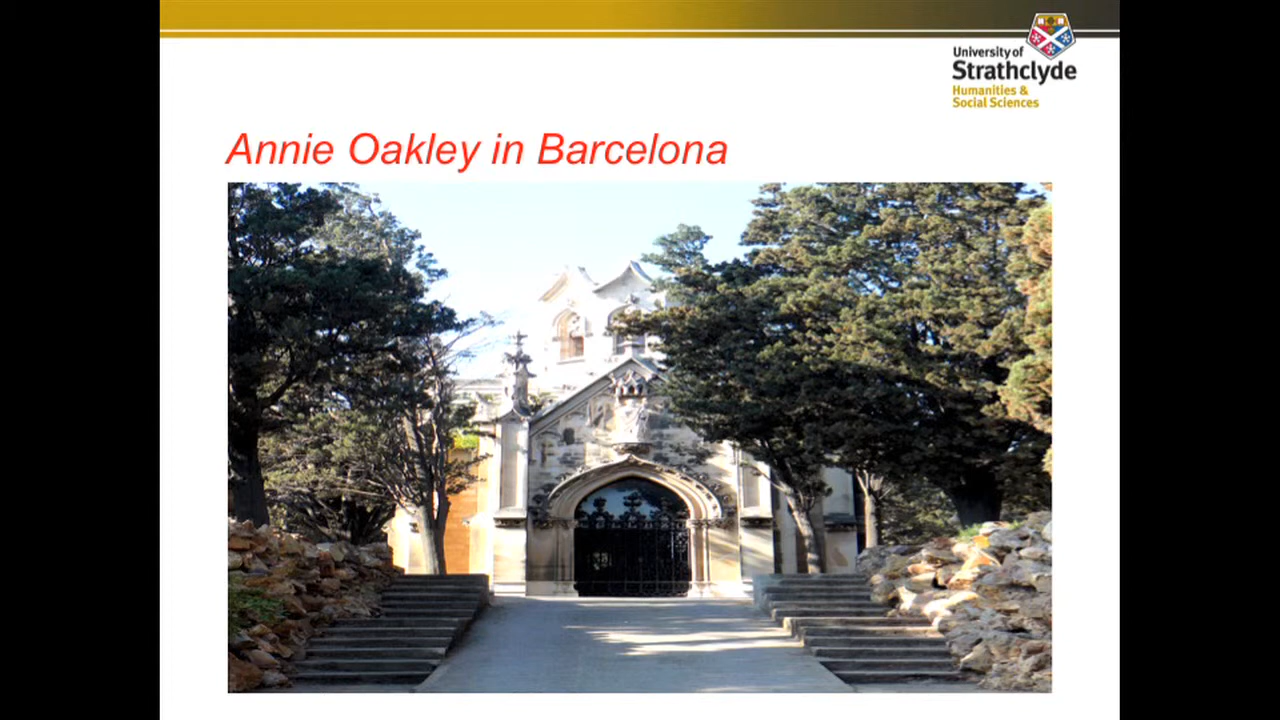 University of
Strathclyde
Humanities &
Social Sciences
Annie Oakley in Barcelona